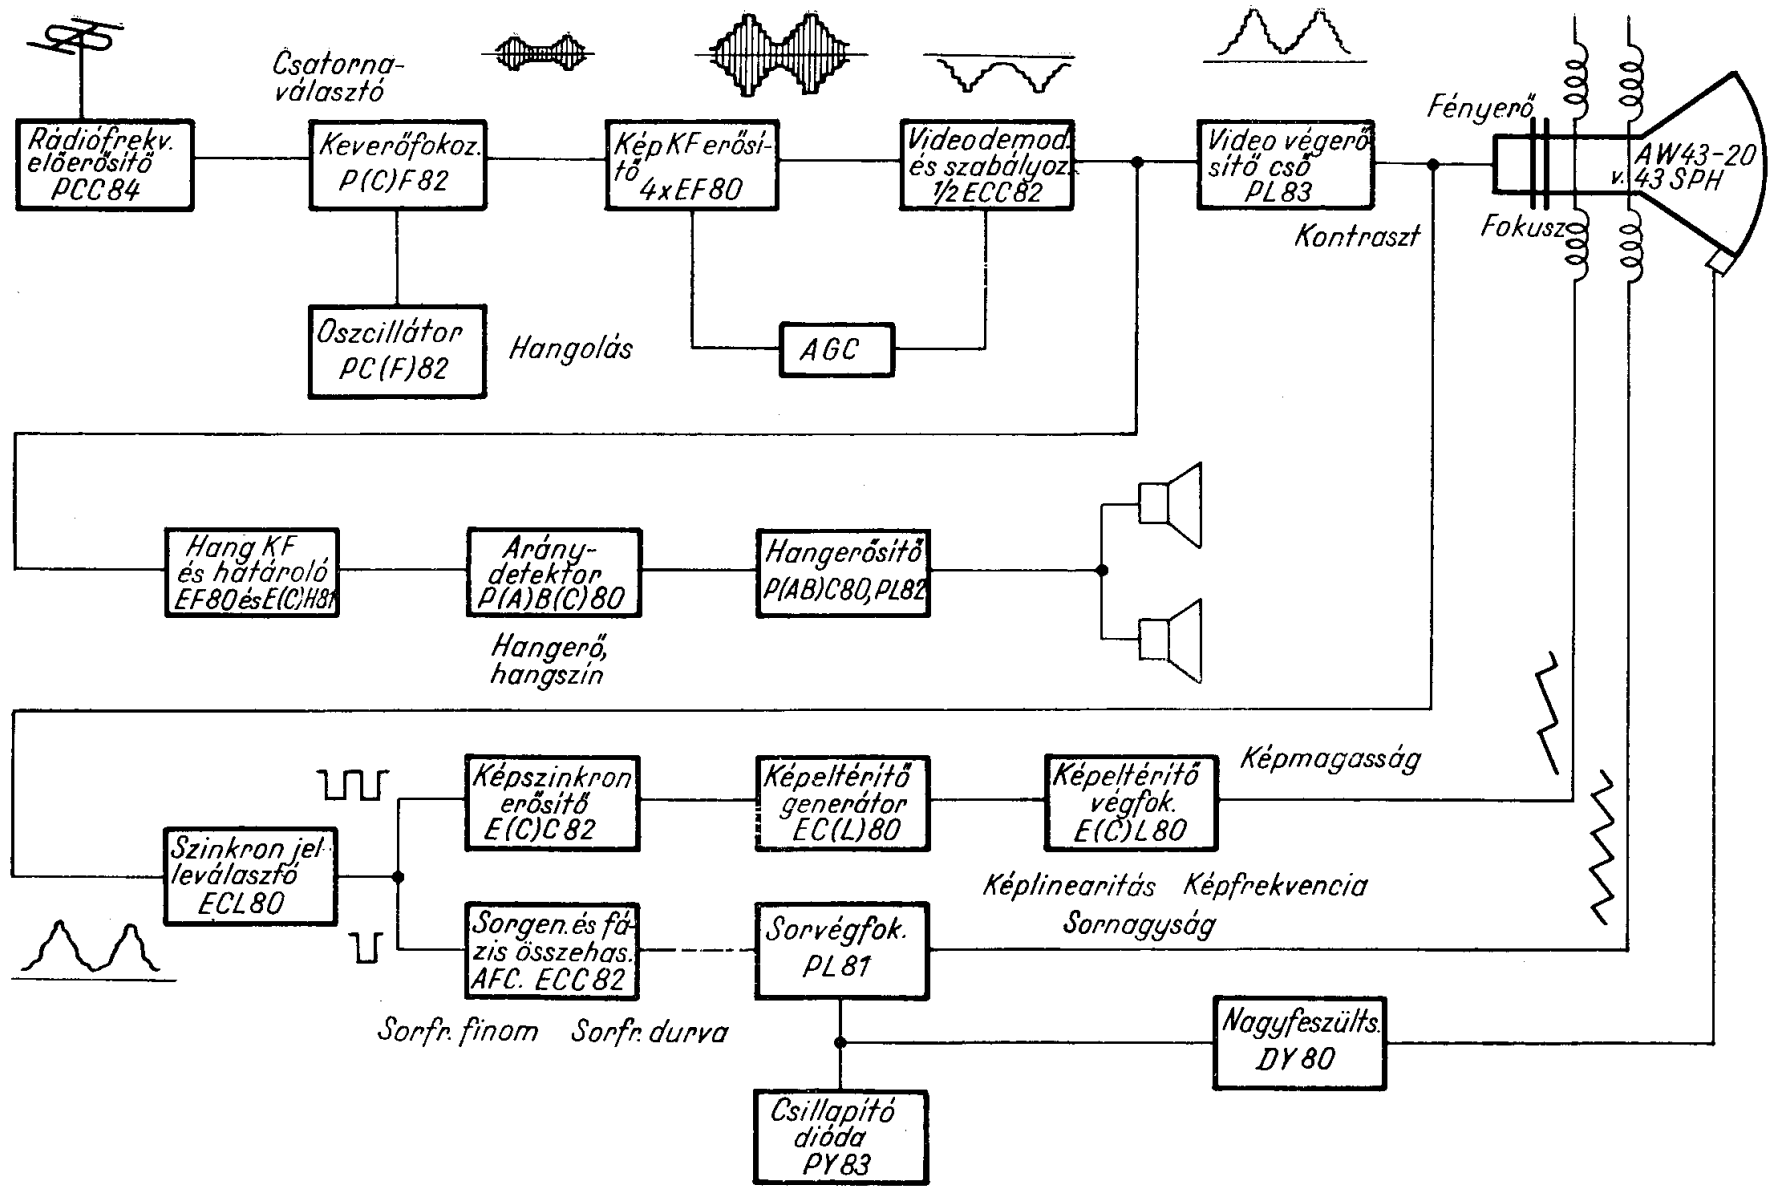 Csatorna-
választó
Fényerő
Rádiófrekv.
előerősítő
PCC84
Keverőfokoz.
P(C)F82
Kép KF erősí-
tő
4xEF80
Videodemod.
és szabályoz.
1/2 ECC82
Video végerő
sítő cső
PL83
AW43-20
v. 43 SPH
Kontraszt
Fokusz
Oszcillátor
PC(F)82
Hangolás
AGC
Hang KF
és határoló
EF80 és E(C)H81
Arány-
detektor
P(A)B(C)80
Hangerősítő
P(AB)C80, PL82
Hangerő,
hangszín
Képszinkron
erősítő
E(C)C82
Képeltérítő
generátor
EC(L)80
Képeltérítő
végfok.
E(C)L80
Képmagasság
Szinkron jel
leválasztó
ECL80
Képlinearitás Képfrekvencia
Sornagyság
Sorgen. és fá-
zis összehas.
AFC. ECC82
Sorvégfok.
PL81
Sorfr. finom Sorfr. durva
Nagyfeszülts.
DY80
Csillapító
dióda
PY83